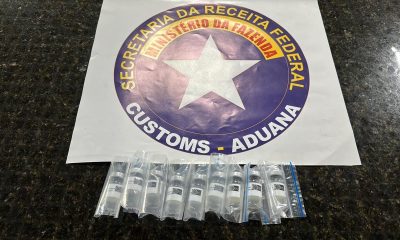 SECRETARIA DA RECEITA FEDERAL
MINISTÉRIO DA FAZENDA
CUSTOMS - ADUANA